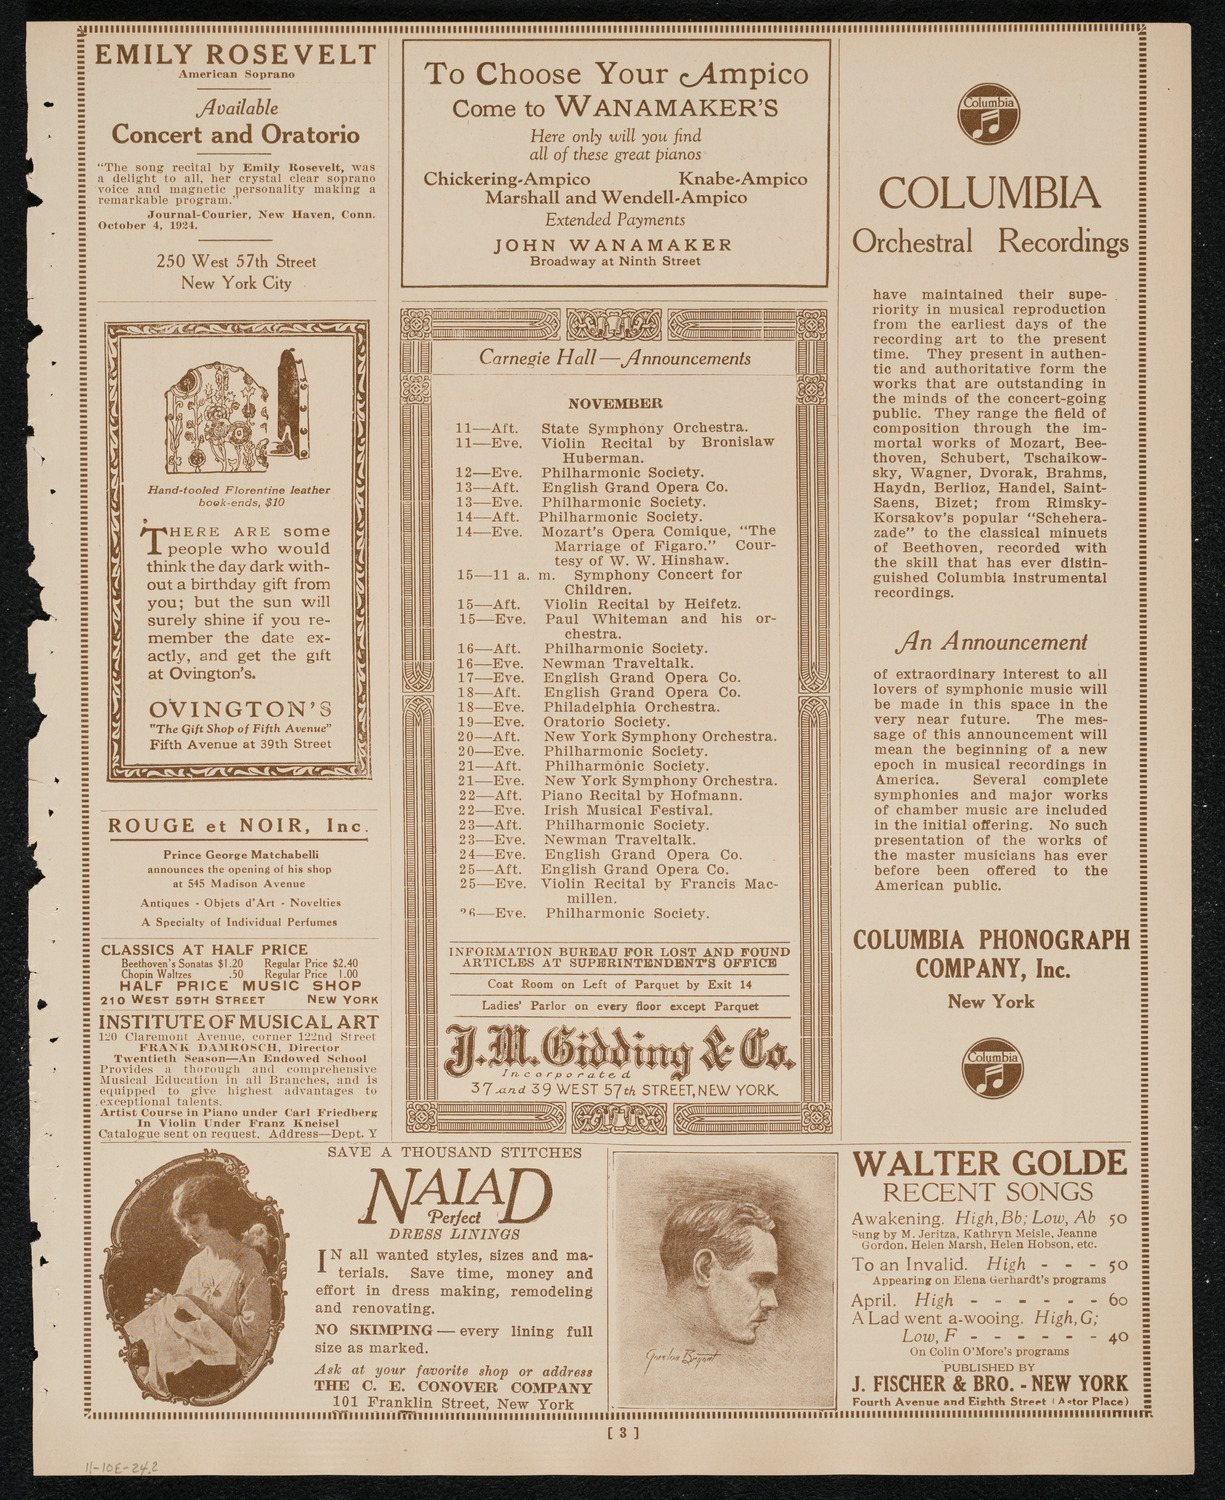 EMILY ROSEVELT
American Soprano
Available
Concert and Oratorio
"The song recital by Emily Rosevelt, was
a delight to all, her crystal clear soprano
voice and magnetic personality making a
remarkable program."
Journal-Courier, New Haven, Conn.
October 4, 1924.
250 West 57th Street
New York City
Hand-tooled Florentine leather
book-ends, $10
THERE ARE some
people who would
think the day dark with-
out a birthday gift from
you; but the sun will
surely shine if you re-
member the date ex-
actly, and get the gift
at Ovington's.
OVINGTON'S
"The Gift Shop of Fifth Avenue"
Fifth Avenue at 39th Street
ROUGE et NOIR, Inc.
Prince George Matchabelli
announces the opening of his shop
at 545 Madison Avenue
Antiques - Objets d'Art - Novelties
A Specialty of Individual Perfumes
CLASSICS AT HALF PRICE
Beethoven's Sonatas $1.20 Regular Price $2.40
Chopin Waltzes .50 Regular Price 1.00
HALF PRICE MUSIC SHOP
210 WEST 59TH STREET NEW YORK
INSTITUTE OF MUSICAL ART
120 Claremont Avenue, corner 122nd Street
FRANK DAMROSCH, Director
Twentieth Season—An Endowed School
Provides a thorough and comprehensive
Musical Education in all Branches, and is
equipped to give highest advantages to
exceptional talents.
Artist Course in Piano under Carl Friedberg
In Violin Under Franz Kneisel
Catalogue sent on request. Address—Dept. Y
To Choose Your Ampico
Come to WANAMAKER'S
Here only will you find
all of these great pianos
Chickering-Ampico Knabe-Ampico
Marshall and Wendell-Ampico
Extended Payments
JOHN WANAMAKER
Broadway at Ninth Street
Carnegie Hall—Announcements
NOVEMBER
11—Aft. State Symphony Orchestra.
11—Eve. Violin Recital by Bronislaw
Huberman.
12—Eve. Philharmonic Society.
13—Aft. English Grand Opera Co.
13—Eve. Philharmonic Society.
14—Aft. Philharmonic Society.
14—Eve. Mozart's Opera Comique, "The
Marriage of Figaro." Cour-
tesy of W. W. Hinshaw.
15—11 a. m. Symphony Concert for
Children.
15—Aft. Violin Recital by Heifetz.
15—Eve. Paul Whiteman and his or-
chestra.
16—Aft. Philharmonic Society.
16—Eve. Newman Traveltalk.
17—Eve. English Grand Opera Co.
18—Aft. English Grand Opera Co.
18—Eve. Philadelphia Orchestra.
19—Eve. Oratorio Society.
20—Aft. New York Symphony Orchestra.
20—Eve. Philharmonic Society.
21—Aft. Philharmonic Society.
21—Eve. New York Symphony Orchestra.
22—Aft. Piano Recital by Hofmann.
22—Eve. Irish Musical Festival.
23—Aft. Philharmonic Society.
23—Eve. Newman Traveltalk.
24—Eve. English Grand Opera Co.
25—Aft. English Grand Opera Co.
25—Eve. Violin Recital by Francis Mac-
millen.
26—Eve. Philharmonic Society.
INFORMATION BUREAU FOR LOST AND FOUND
ARTICLES AT SUPERINTENDENT'S OFFICE
Coat Room on Left of Parquet by Exit 14
Ladies' Parlor on every floor except Parquet
J.M. Gidding & Co.
Incorporated
37 and 39 WEST 57th STREET, NEW YORK
Columbia
COLUMBIA
Orchestral Recordings
have maintained their supe-
riority in musical reproduction
from the earliest days of the
recording art to the present
time. They present in authen-
tic and authoritative form the
works that are outstanding in
the minds of the concert-going
public. They range the field of
composition through the im-
mortal works of Mozart, Bee-
thoven, Schubert, Tschaikow-
sky, Wagner, Dvorak, Brahms,
Haydn, Berlioz, Handel, Saint-
Saens, Bizet; from Rimsky-
Korsakov's popular "Schehera-
zade" to the classical minuets
of Beethoven, recorded with
the skill that has ever distin-
guished Columbia instrumental
recordings.
An Announcement
of extraordinary interest to all
lovers of symphonic music will
be made in this space in the
very near future. The mes-
sage of this announcement will
mean the beginning of a new
epoch in musical recordings in
America. Several complete
symphonies and major works
of chamber music are included
in the initial offering. No such
presentation of the works of
the master musicians has ever
before been offered to the
American public.
COLUMBIA PHONOGRAPH
COMPANY, Inc.
New York
Columbia
SAVE A THOUSAND STITCHES
NAIAD
Perfect
DRESS LININGS
IN all wanted styles, sizes and ma-
terials. Save time, money and
effort in dress making, remodeling
and renovating.
NO SKIMPING—every lining full
size as marked.
Ask at your favorite shop or address
THE C. E. CONOVER COMPANY
101 Franklin Street, New York
Gordon Bryant
WALTER GOLDE
RECENT SONGS
Awakening. High, Bb; Low, Ab 50
Sung by M. Jeritza, Kathryn Meisle, Jeanne
Gordon, Helen Marsh, Helen Hobson, etc.
To an Invalid. High - - - 50
Appearing on Elena Gerhardt's programs
April. High - - - - - - 60
A Lad went a-wooing. High, G;
Low, F - - - - - - 40
On Colin O'More's programs
PUBLISHED BY
J. FISCHER & BRO. - NEW YORK
Fourth Avenue and Eighth Street (Astor Place)
[ 3 ]
11-10E-24.2